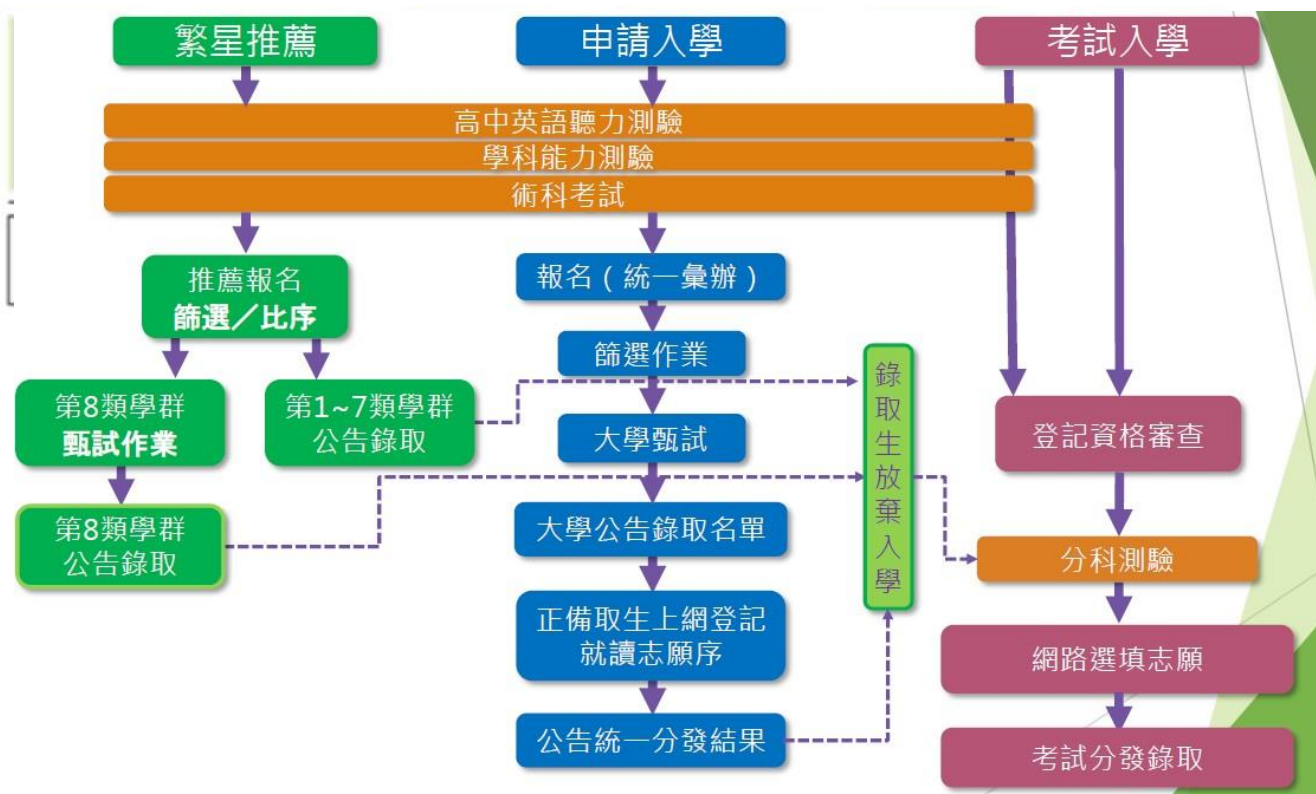 繁星推薦
申請入學
考試入學
高中英語聽力測驗
學科能力測驗
術科考試
推薦報名
篩選／比序
報名（統一彙辦）
篩選作業
第8類學群
甄試作業
第1~7類學群
公告錄取
錄取生放棄入學
大學甄試
登記資格審查
第8類學群
公告錄取
大學公告錄取名單
分科測驗
正備取生上網登記
就讀志願序
網路選填志願
公告統一分發結果
考試分發錄取